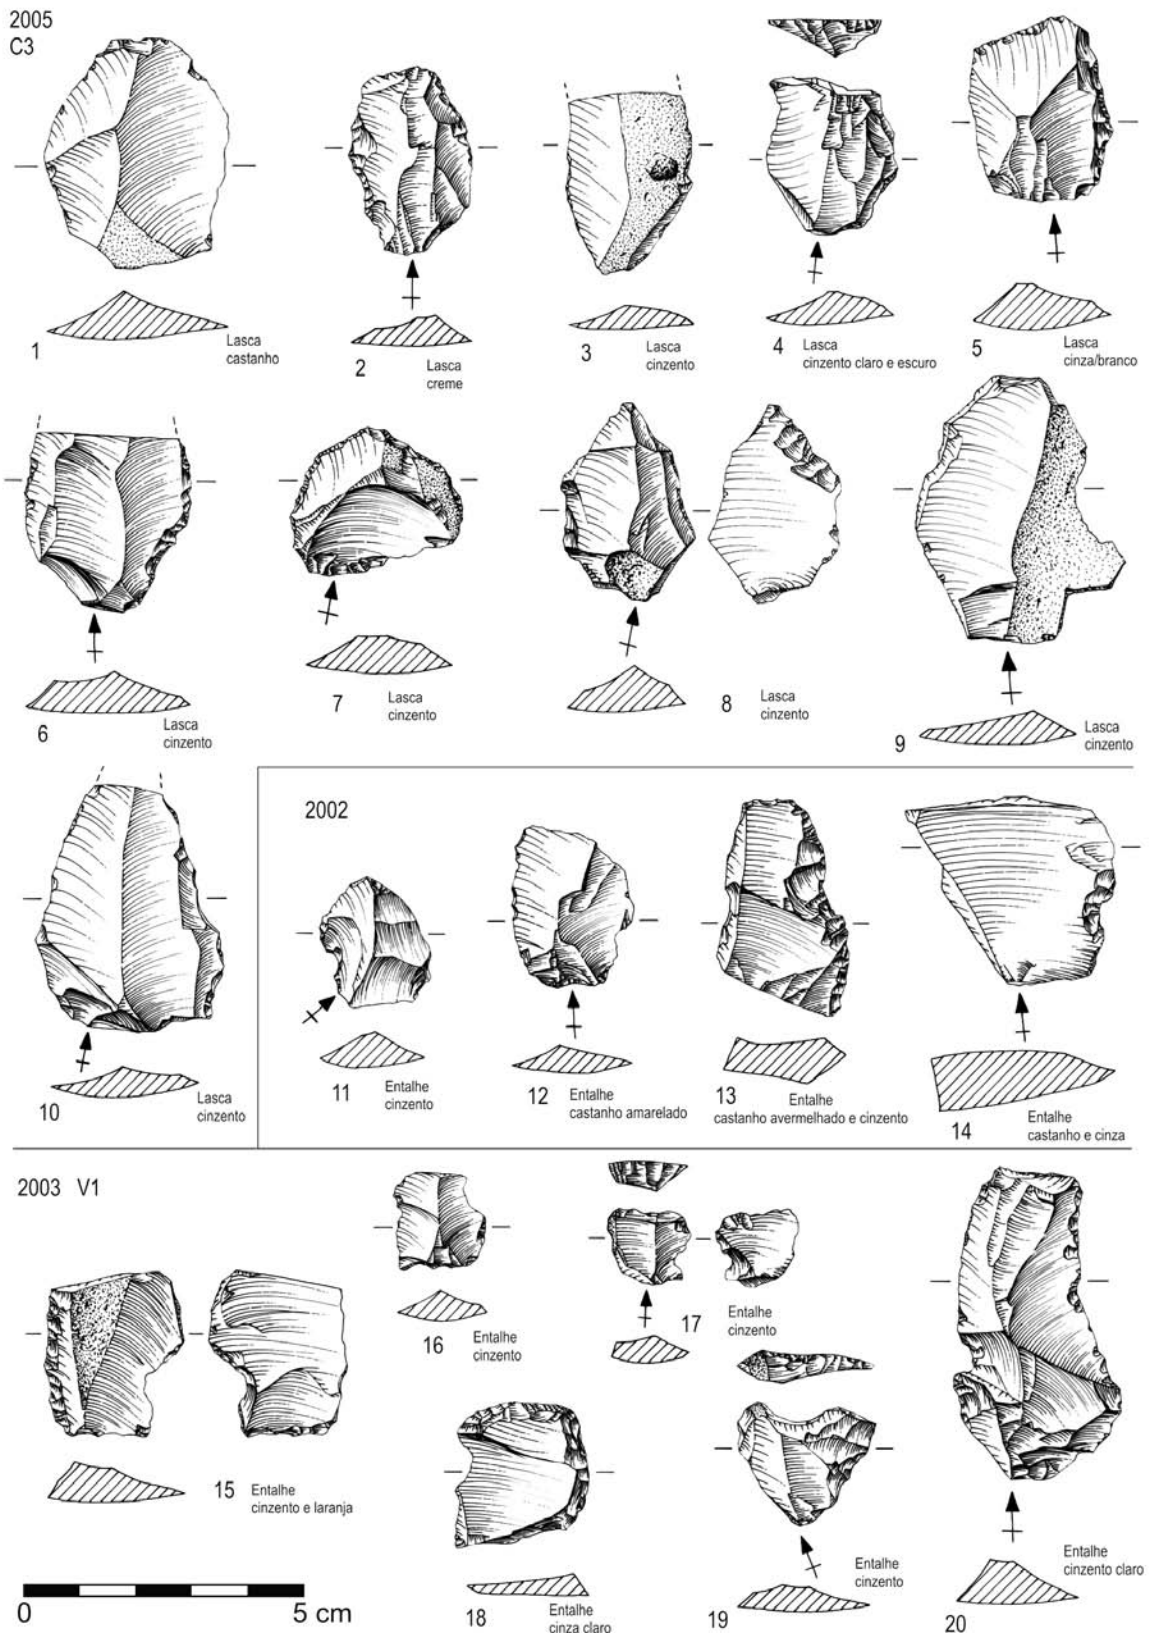 2005
C3
1
Lasca
castanho
2
Lasca
creme
3
Lasca
cinzento
4
Lasca
cinzento claro e escuro
5
Lasca
cinza/branco
6
Lasca
cinzento
7
Lasca
cinzento
8
Lasca
cinzento
9
Lasca
cinzento
10
Lasca
cinzento
2002
11
Entalhe
cinzento
12
Entalhe
castanho amarelado
13
Entalhe
castanho avermelhado e cinzento
14
Entalhe
castanho e cinza
2003 V1
15
Entalhe
cinzento e laranja
16
Entalhe
cinzento
17
Entalhe
cinzento
18
Entalhe
cinza claro
19
Entalhe
cinzento
20
Entalhe
cinzento claro
0 5 cm